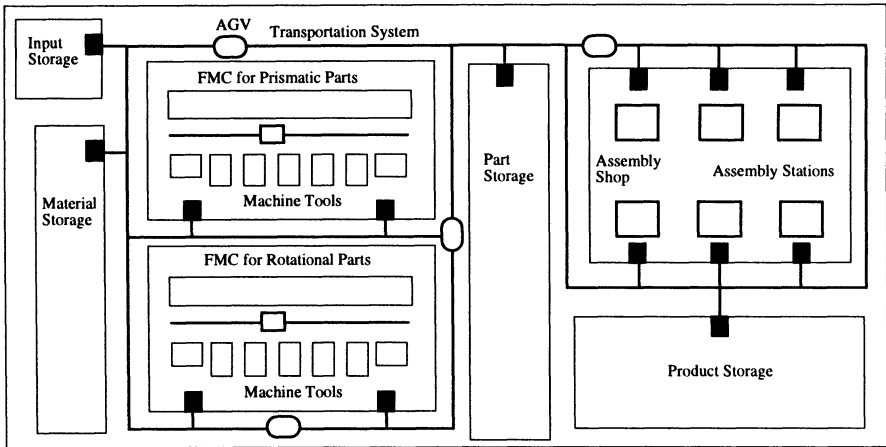 AGV
Transportation System
Input
Storage
FMC for Prismatic Parts
Machine Tools
Material
Storage
FMC for Rotational Parts
Machine Tools
Part
Storage
Assembly
Shop
Assembly Stations
Product Storage